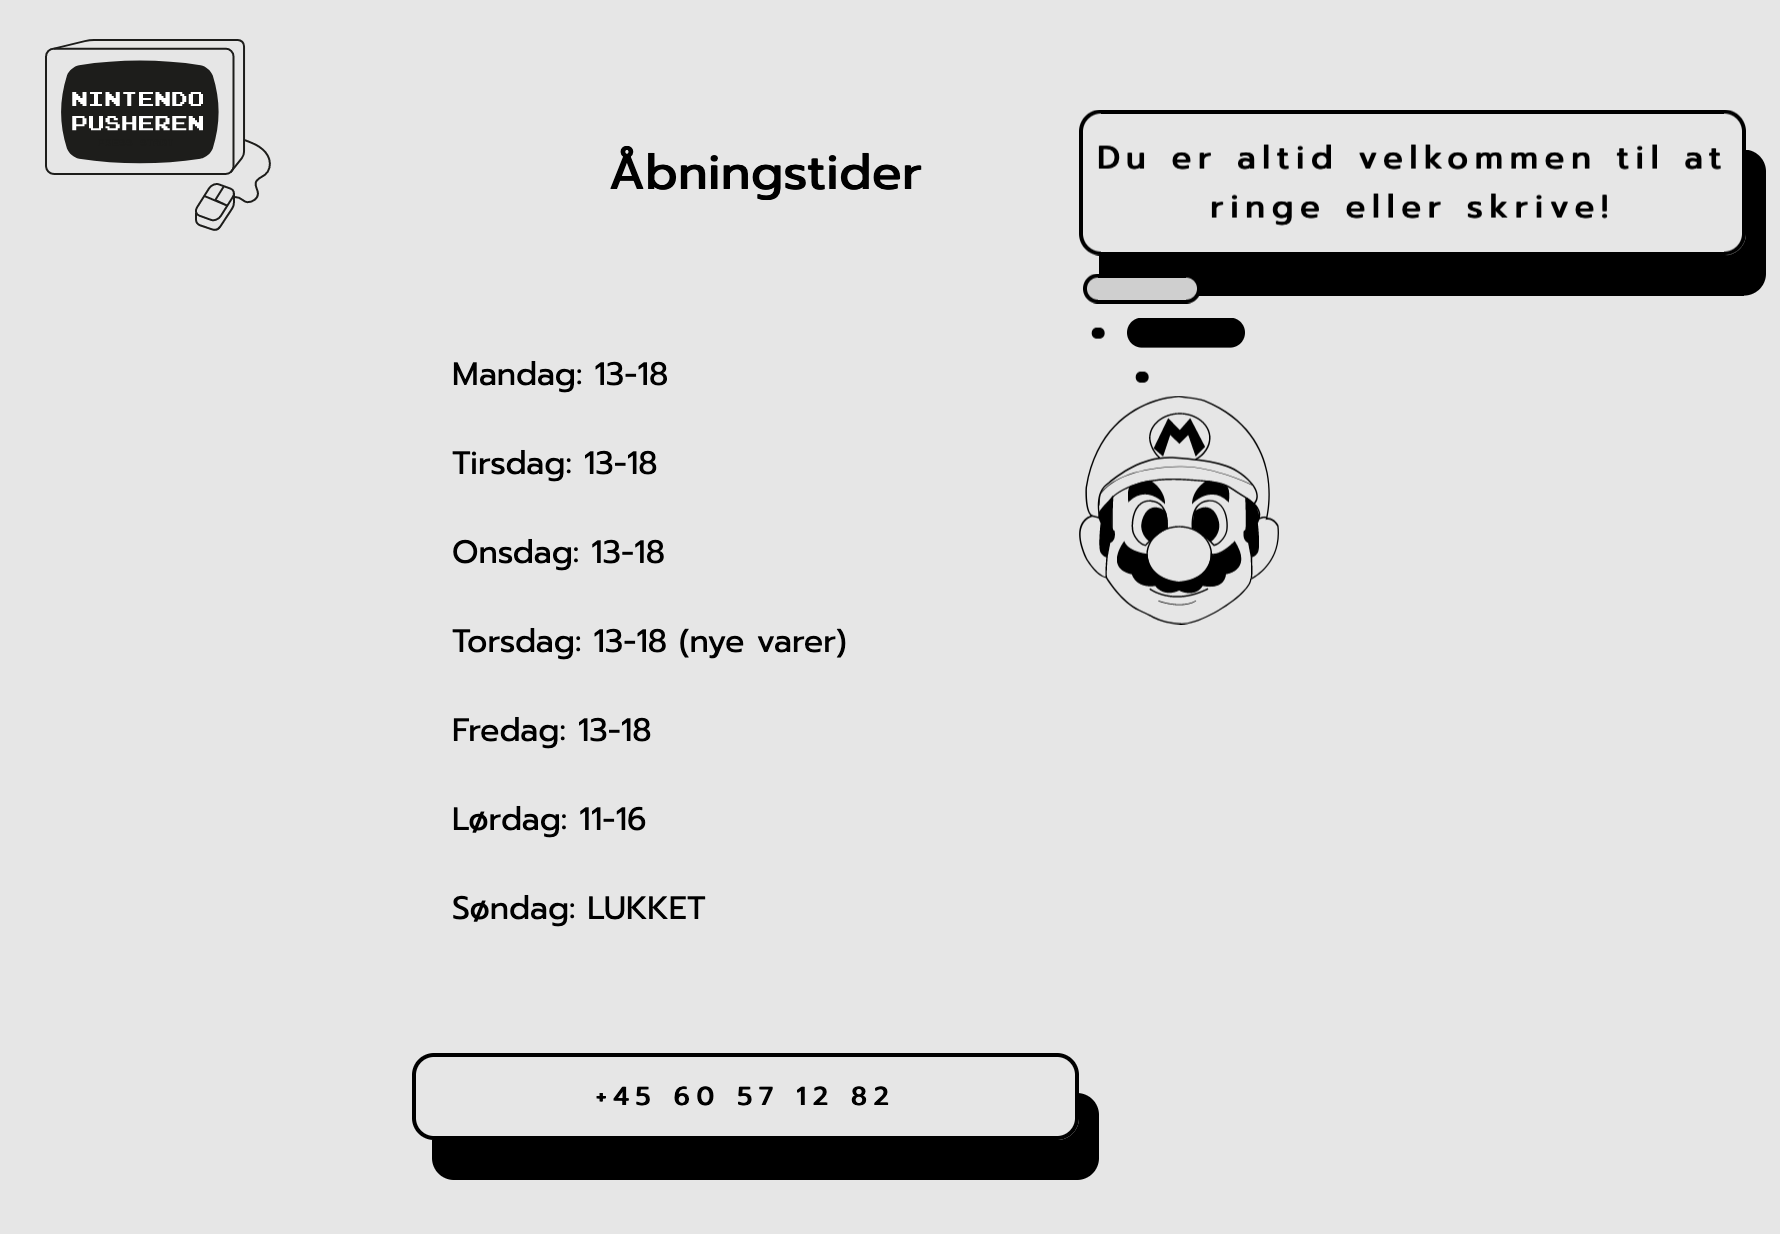 NINTENDO
PUSHEREN
Åbningstider
Du er altid velkommen til at
ringe eller skrive!
M
Mandag: 13-18
Tirsdag: 13-18
Onsdag: 13-18
Torsdag: 13-18 (nye varer)
Fredag: 13-18
Lørdag: 11-16
Søndag: LUKKET
+45 60 57 12 82